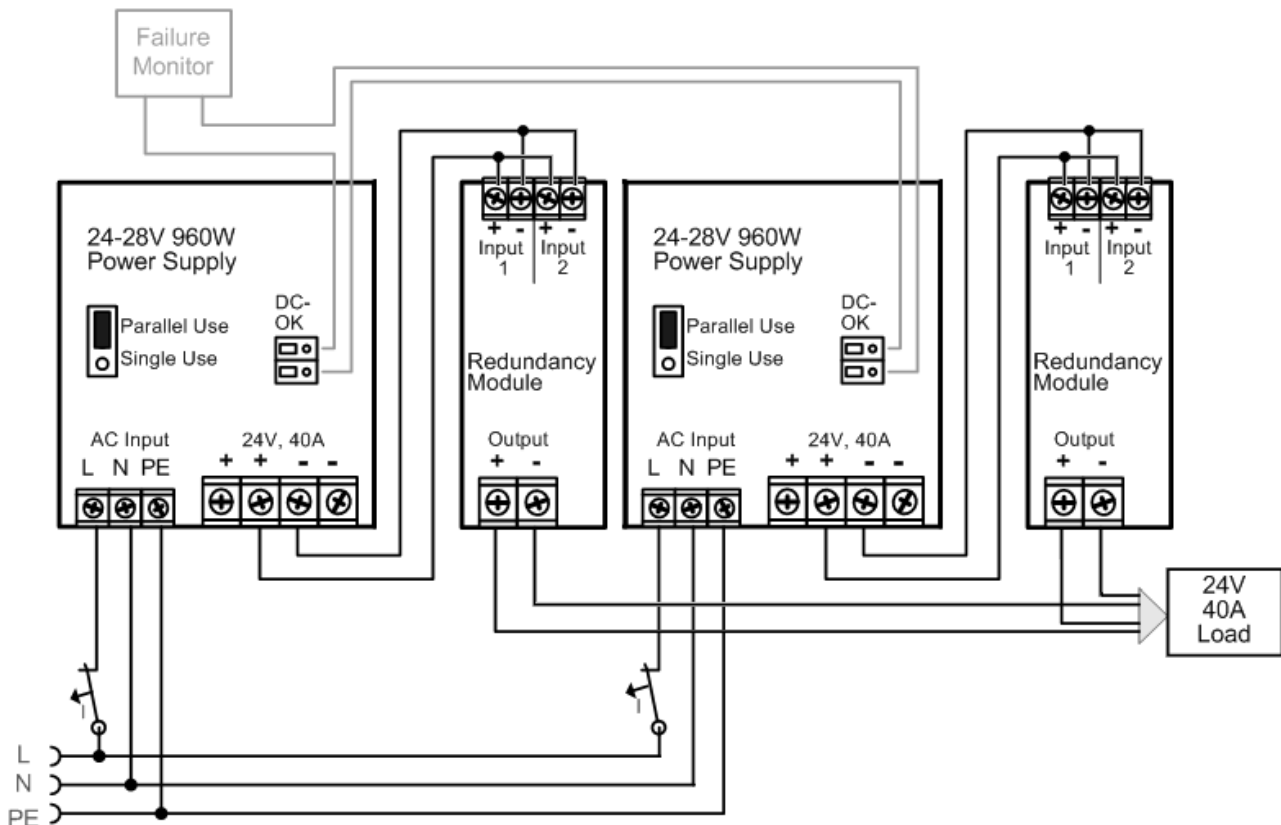 Failure
Monitor
24-28V 960W
Power Supply
Parallel Use
Single Use
DC-
OK
AC Input
L N PE
24V, 40A
+ + - -
+ - + -
Input
1
Input
2
Redundancy
Module
Output
+ -
24-28V 960W
Power Supply
Parallel Use
Single Use
DC-
OK
AC Input
L N PE
24V, 40A
+ + - -
+ - + -
Input
1
Input
2
Redundancy
Module
Output
+ -
24V
40A
Load
I
I
L
N
PE